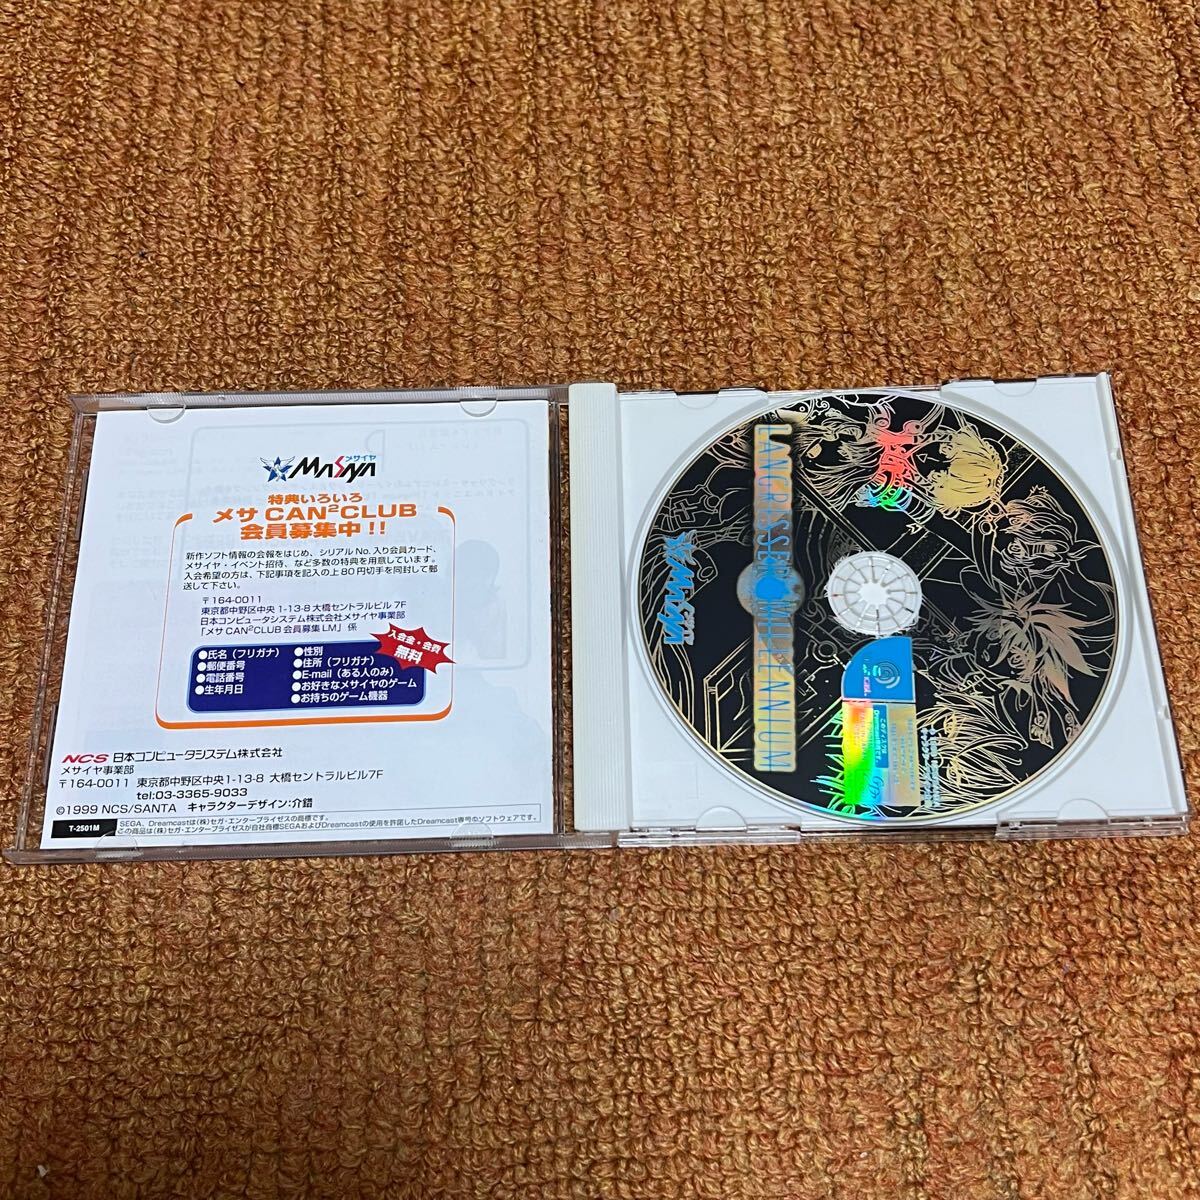 メサイヤ
MASAYA
特典いろいろ
メサ CAN²CLUB
会員募集中!!
新作ソフト情報の会報をはじめ、シリアルNo.入り会員カード、
メサイヤ・イベント招待、など多数の特典を用意しています。
入会希望の方は、下記事項を記入の上80円切手を同封して郵
送して下さい。
〒164-0011
東京都中野区中央1-13-8 大橋セントラルビル 7F
日本コンピュータシステム株式会社メサイヤ事業部
「メサ CAN²CLUB 会員募集 LM」係
入会金・会費
無料
●氏名(フリガナ)
●郵便番号
●電話番号
●生年月日
●性別
●住所(フリガナ)
●E-mail(ある人のみ)
●お好きなメサイヤのゲーム
●お持ちのゲーム機器
NCS 日本コンピュータシステム株式会社
メサイヤ事業部
〒164-0011 東京都中野区中央1-13-8 大橋セントラルビル7F
tel:03-3365-9033
©1999 NCS/SANTA キャラクターデザイン:介錯
T-2501M
SEGA、Dreamcastは(株)セガ・エンタープライゼスの商標です。
この商品は(株)セガ・エンタープライゼスが自社商標SEGAおよびDreamcastの使用を許諾したDreamcast専用のソフトウェアです。
LANGRISSER MILLENNIUM
MASAYA